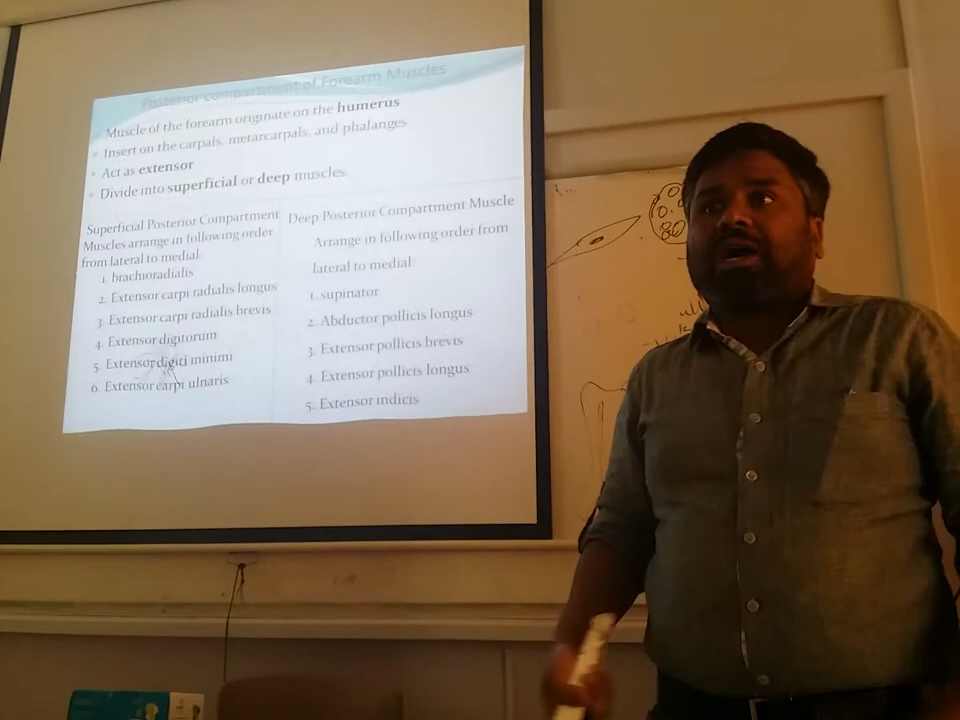 Posterior compartment of Forearm Muscles
• Muscle of the forearm originate on the humerus
• Insert on the carpals, metarcarpals, and phalanges
• Act as extensor
• Divide into superficial or deep muscles
Superficial Posterior Compartment
Muscles arrange in following order
from lateral to medial:
1. brachioradialis
2. Extensor carpi radialis longus
3. Extensor carpi radialis brevis
4. Extensor digitorum
5. Extensor digiti minimi
6. Extensor carpi ulnaris
Deep Posterior Compartment Muscle
Arrange in following order from
lateral to medial:
1. supinator
2. Abductor pollicis longus
3. Extensor pollicis brevis
4. Extensor pollicis longus
5. Extensor indicis